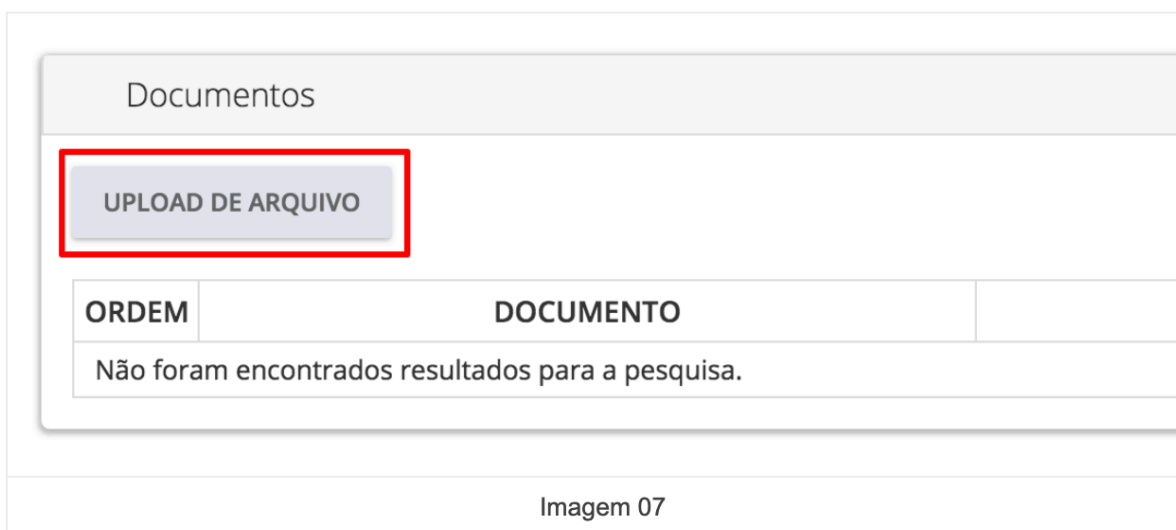 Documentos
UPLOAD DE ARQUIVO
ORDEM DOCUMENTO
Não foram encontrados resultados para a pesquisa.
Imagem 07